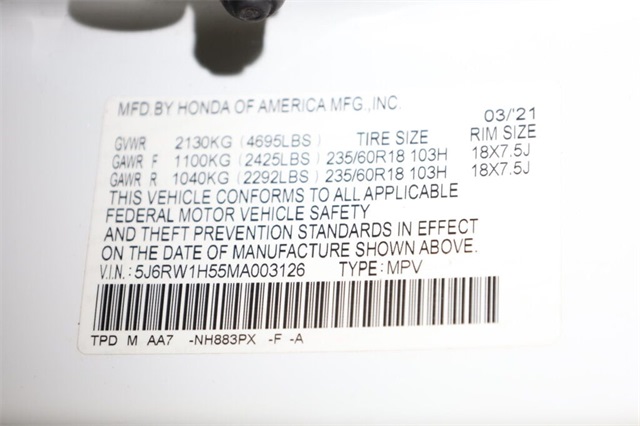 MFD.BY HONDA OF AMERICA MFG.,INC. 03/'21
GVWR 2130KG (4695LBS) TIRE SIZE RIM SIZE
GAWR F 1100KG (2425LBS) 235/60R18 103H 18X7.5J
GAWR R 1040KG (2292LBS) 235/60R18 103H 18X7.5J
THIS VEHICLE CONFORMS TO ALL APPLICABLE
FEDERAL MOTOR VEHICLE SAFETY
AND THEFT PREVENTION STANDARDS IN EFFECT
ON THE DATE OF MANUFACTURE SHOWN ABOVE.
V.I.N: 5J6RW1H55MA003126 TYPE: MPV
TPD M AA7 -NH883PX -F -A